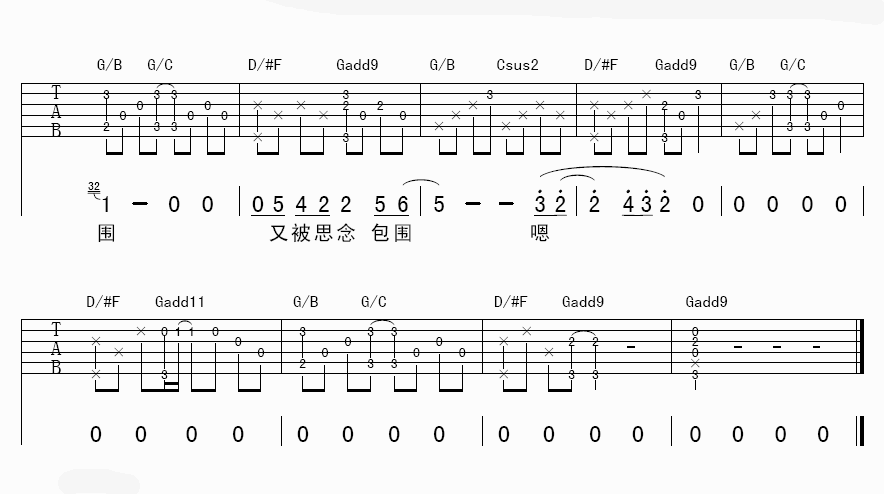 G/B G/C D/#F Gadd9 G/B Csus2 D/#F Gadd9 G/B G/C
T
A
B
32
1 — 0 0 0 5 4 2 2 2 5 6 5 — — 3 2 2 4 3 2 0 0 0 0 0
围 又被思念 包围 嗯
D/#F Gadd11 G/B G/C D/#F Gadd9 Gadd9
T
A
B
0 0 0 0 0 0 0 0 0 0 0 0 0 0 0 0